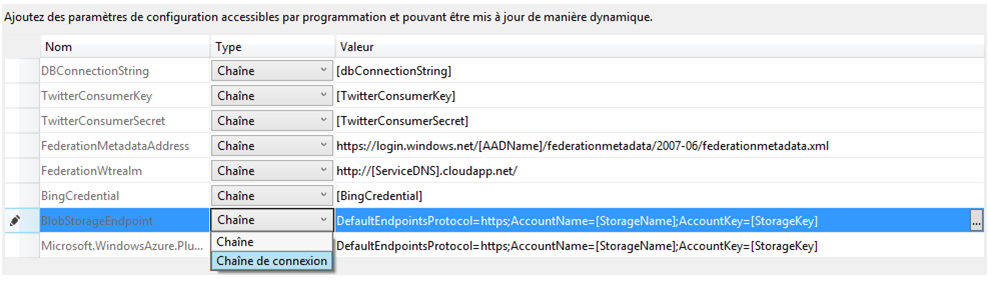 Ajoutez des paramètres de configuration accessibles par programmation et pouvant être mis à jour de manière dynamique.
Nom Type Valeur
DBConnectionString Chaîne [dbConnectionString]
TwitterConsumerKey Chaîne [TwitterConsumerKey]
TwitterConsumerSecret Chaîne [TwitterConsumerSecret]
FederationMetadataAddress Chaîne https://login.windows.net/[AADName]/federationmetadata/2007-06/federationmetadata.xml
FederationWtrealm Chaîne http://[ServiceDNS].cloudapp.net/
BingCredential Chaîne [BingCredential]
BlobStorageEndpoint Chaîne DefaultEndpointsProtocol=https;AccountName=[StorageName];AccountKey=[StorageKey] ...
Microsoft.WindowsAzure.Plu... Chaîne DefaultEndpointsProtocol=https;AccountName=[StorageName];AccountKey=[StorageKey]
Chaîne de connexion